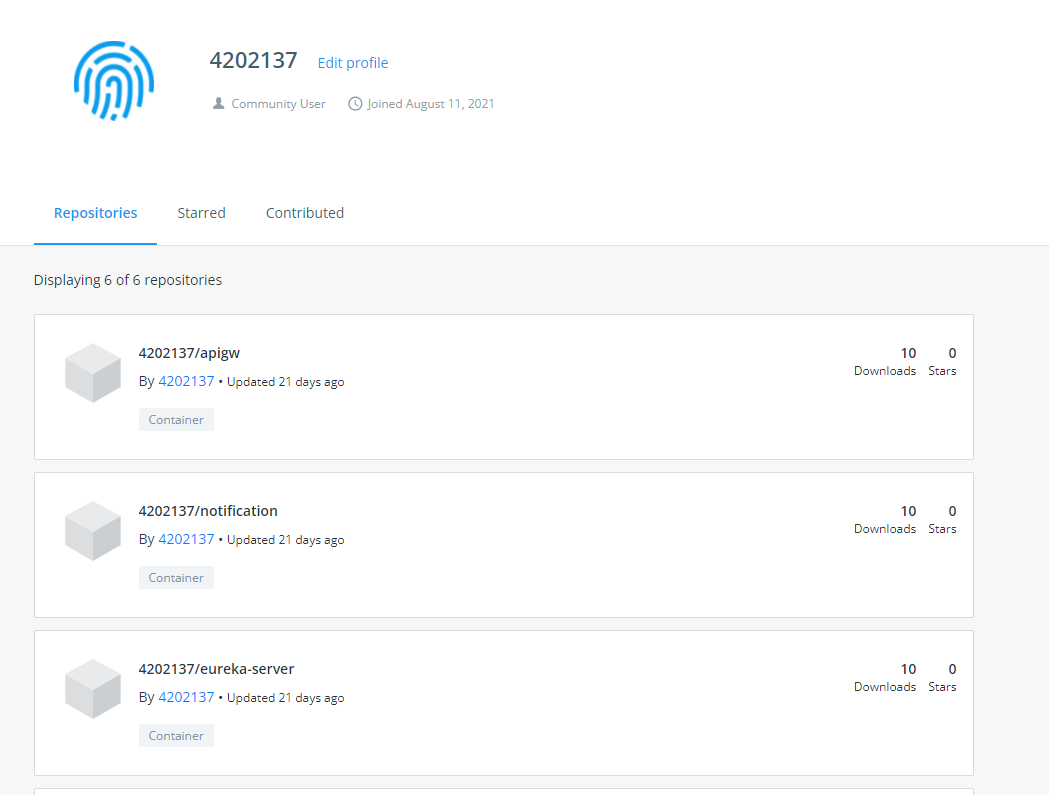 4202137 Edit profile
Community User Joined August 11, 2021
Repositories Starred Contributed
Displaying 6 of 6 repositories
4202137/apigw 10 0
Downloads Stars
By 4202137 • Updated 21 days ago
Container
4202137/notification 10 0
Downloads Stars
By 4202137 • Updated 21 days ago
Container
4202137/eureka-server 10 0
Downloads Stars
By 4202137 • Updated 21 days ago
Container